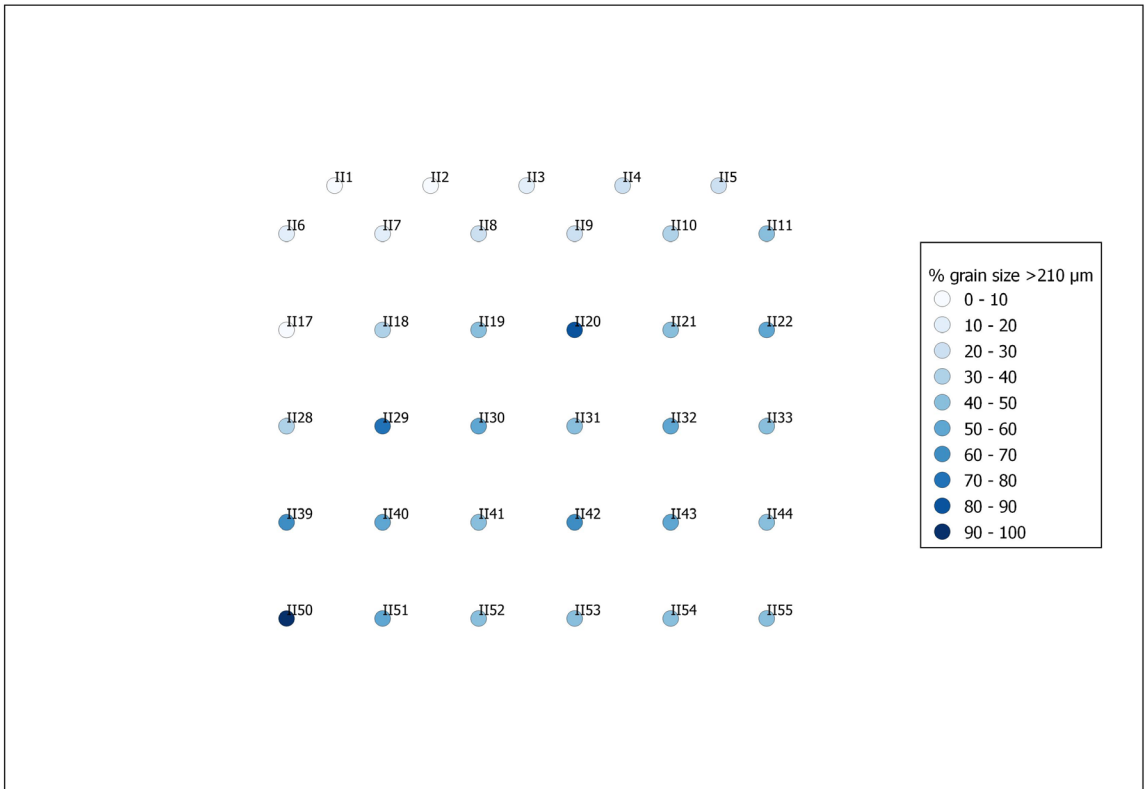 II1 II2 II3 II4 II5
II6 II7 II8 II9 II10 II11
II17 II18 II19 II20 II21 II22
II28 II29 II30 II31 II32 II33
II39 II40 II41 II42 II43 II44
II50 II51 II52 II53 II54 II55
% grain size >210 µm
0 - 10
10 - 20
20 - 30
30 - 40
40 - 50
50 - 60
60 - 70
70 - 80
80 - 90
90 - 100